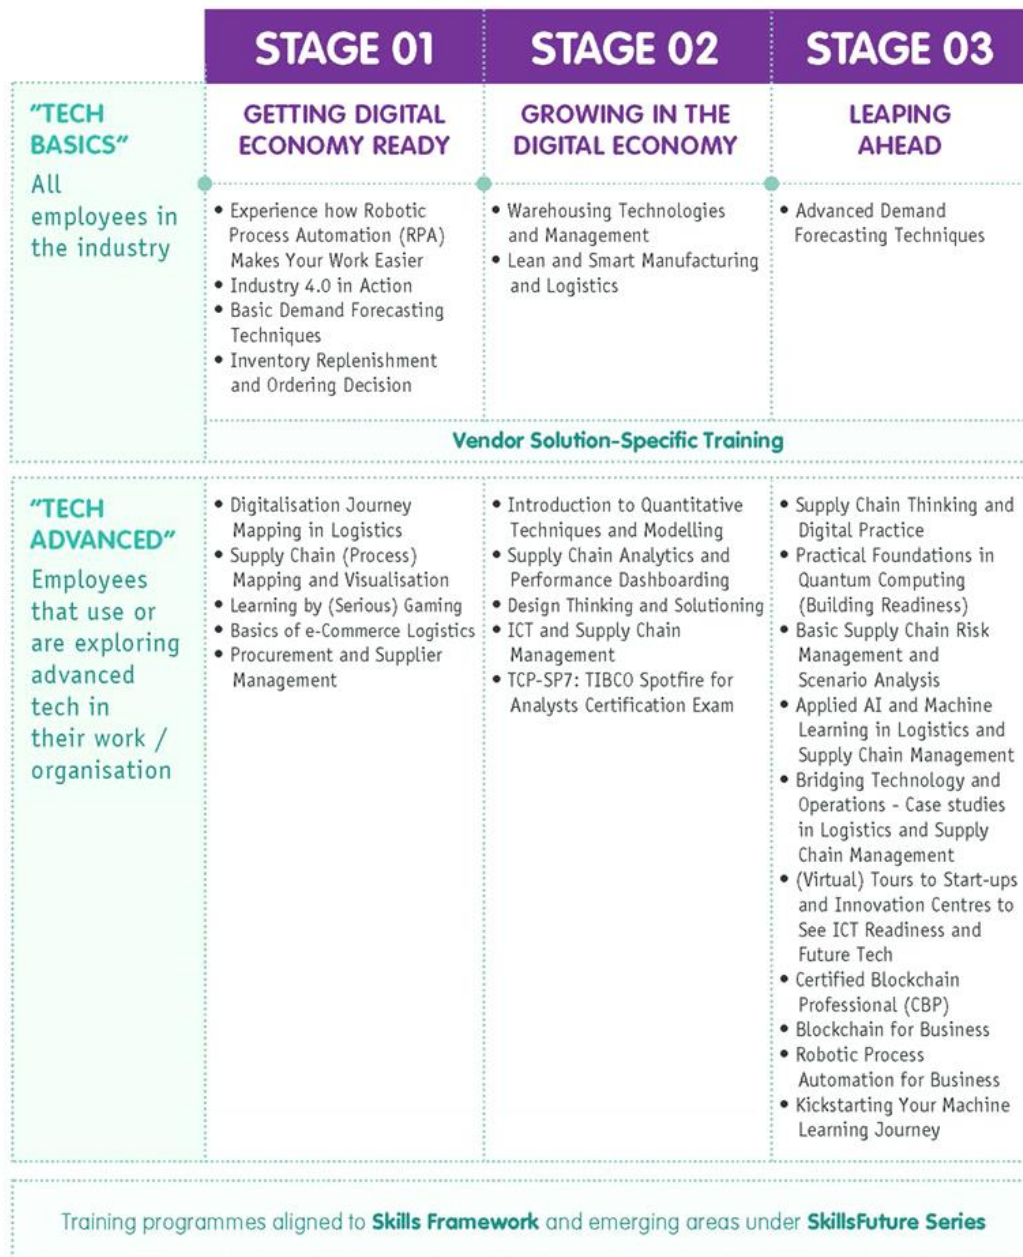 STAGE 01
STAGE 02
STAGE 03
"TECH
BASICS"
All
employees in
the industry
GETTING DIGITAL
ECONOMY READY
GROWING IN THE
DIGITAL ECONOMY
LEAPING
AHEAD
• Experience how Robotic
Process Automation (RPA)
Makes Your Work Easier
• Industry 4.0 in Action
• Basic Demand Forecasting
Techniques
• Inventory Replenishment
and Ordering Decision
• Warehousing Technologies
and Management
• Lean and Smart Manufacturing
and Logistics
• Advanced Demand
Forecasting Techniques
Vendor Solution-Specific Training
"TECH
ADVANCED"
Employees
that use or
are exploring
advanced
tech in
their work /
organisation
• Digitalisation Journey
Mapping in Logistics
• Supply Chain (Process)
Mapping and Visualisation
• Learning by (Serious) Gaming
• Basics of e-Commerce Logistics
• Procurement and Supplier
Management
• Introduction to Quantitative
Techniques and Modelling
• Supply Chain Analytics and
Performance Dashboarding
• Design Thinking and Solutioning
• ICT and Supply Chain
Management
• TCP-SP7: TIBCO Spotfire for
Analysts Certification Exam
• Supply Chain Thinking and
Digital Practice
• Practical Foundations in
Quantum Computing
(Building Readiness)
• Basic Supply Chain Risk
Management and
Scenario Analysis
• Applied AI and Machine
Learning in Logistics and
Supply Chain Management
• Bridging Technology and
Operations - Case studies
in Logistics and Supply
Chain Management
• (Virtual) Tours to Start-ups
and Innovation Centres to
See ICT Readiness and
Future Tech
• Certified Blockchain
Professional (CBP)
• Blockchain for Business
• Robotic Process
Automation for Business
• Kickstarting Your Machine
Learning Journey
Training programmes aligned to Skills Framework and emerging areas under SkillsFuture Series